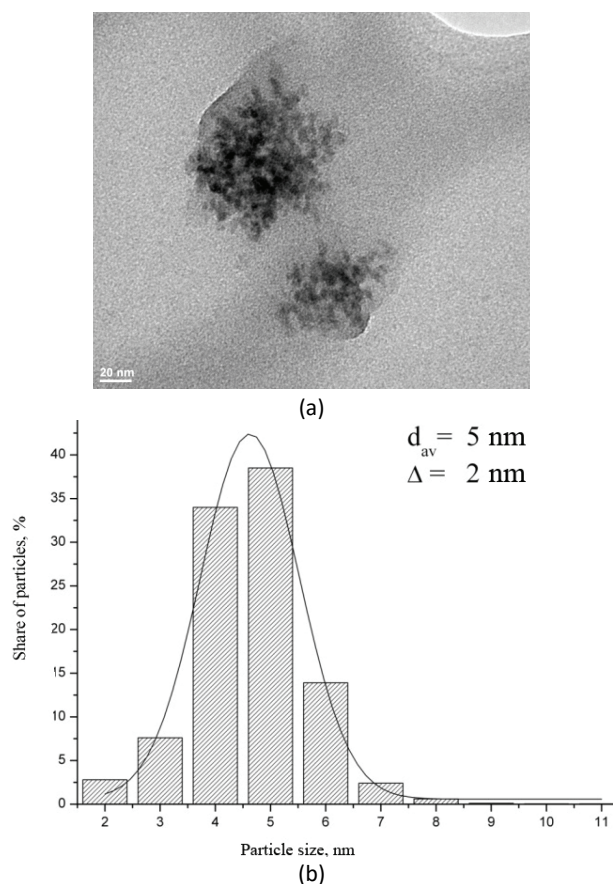 20 nm
(a)
d_av = 5 nm
Δ = 2 nm
40
35
30
25
20
15
10
5
0
Share of particles, %
2 3 4 5 6 7 8 9 10 11
Particle size, nm
(b)